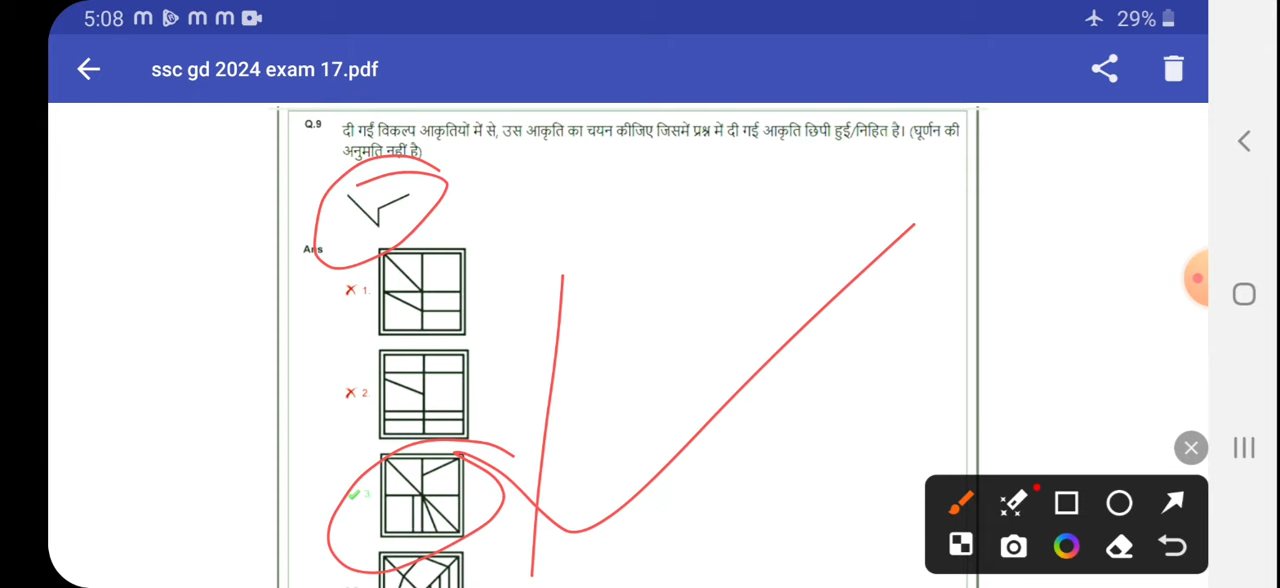 5:08 m m m 29%
ssc gd 2024 exam 17.pdf
Q.9 दी गईं विकल्प आकृतियों में से, उस आकृति का चयन कीजिए जिसमें प्रश्न में दी गई आकृति छिपी हुई/निहित है। (घूर्णन की
अनुमति नहीं है)
Ans
1.
2.
3.